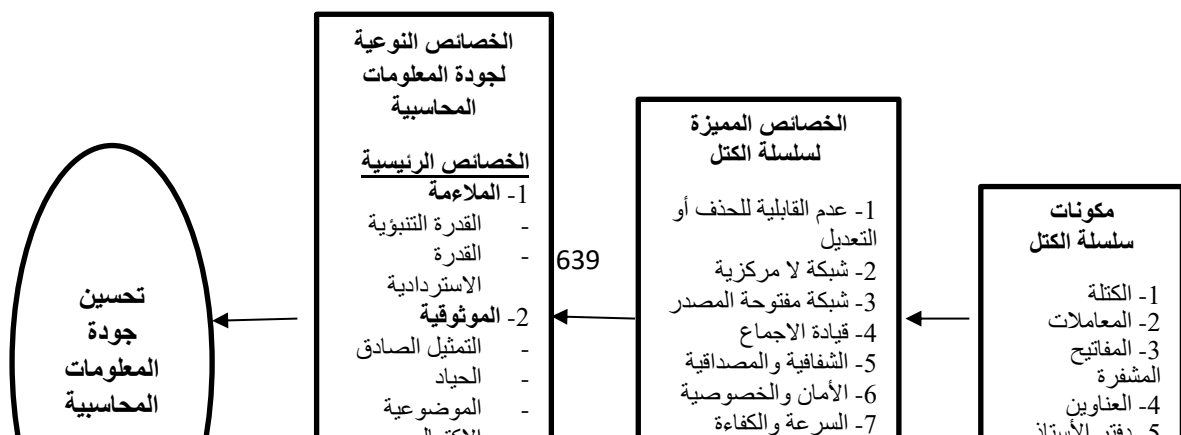 مكونات
سلسلة الكتل
1- الكتلة
2- المعاملات
3- المفاتيح
المشفرة
4- العناوين
5- دفتر الأستاذ
الخصائص المميزة
لسلسلة الكتل
1- عدم القابلية للحذف أو
التعديل
2- شبكة لا مركزية
3- شبكة مفتوحة المصدر
4- قيادة الاجماع
5- الشفافية والمصداقية
6- الأمان والخصوصية
7- السرعة والكفاءة
639
الخصائص النوعية
لجودة المعلومات
المحاسبية
الخصائص الرئيسية
1- الملاءمة
- القدرة التنبؤية
- القدرة
الاستردادية
2- الموثوقية
- التمثيل الصادق
- الحياد
- الموضوعية
تحسين
جودة
المعلومات
المحاسبية